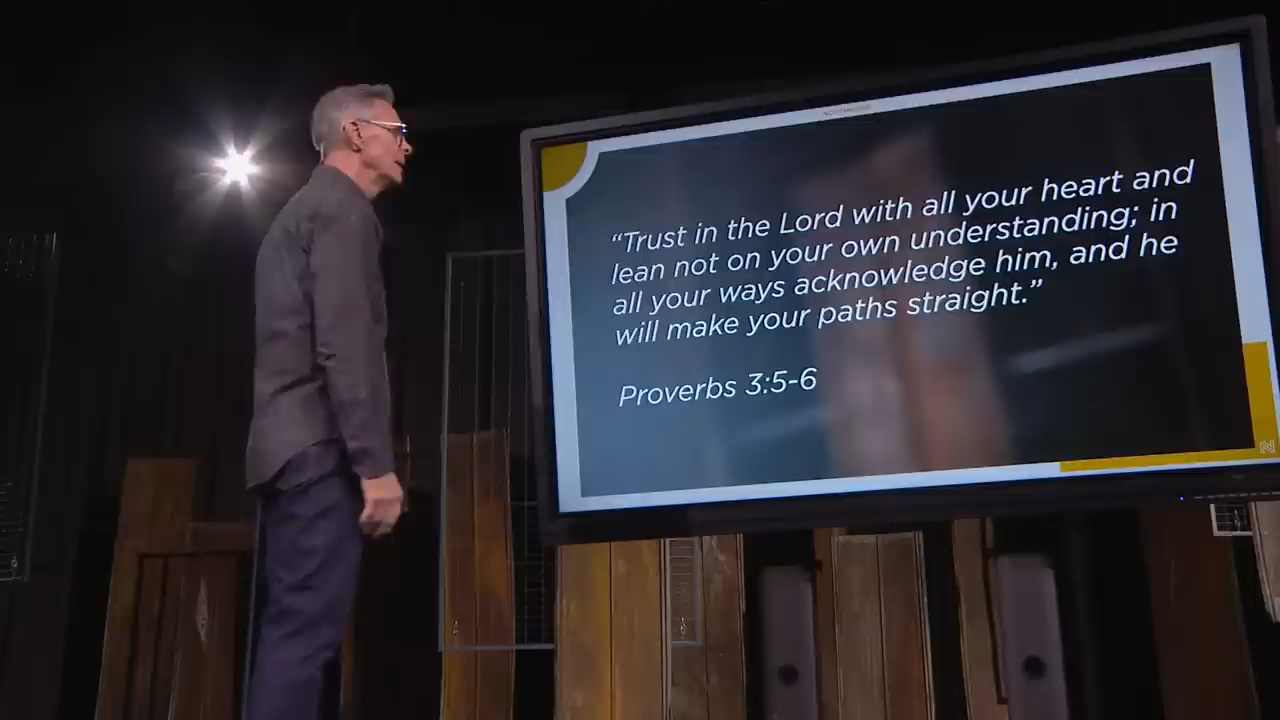 “Trust in the Lord with all your heart and
lean not on your own understanding; in
all your ways acknowledge him, and he
will make your paths straight.”
Proverbs 3:5-6
N